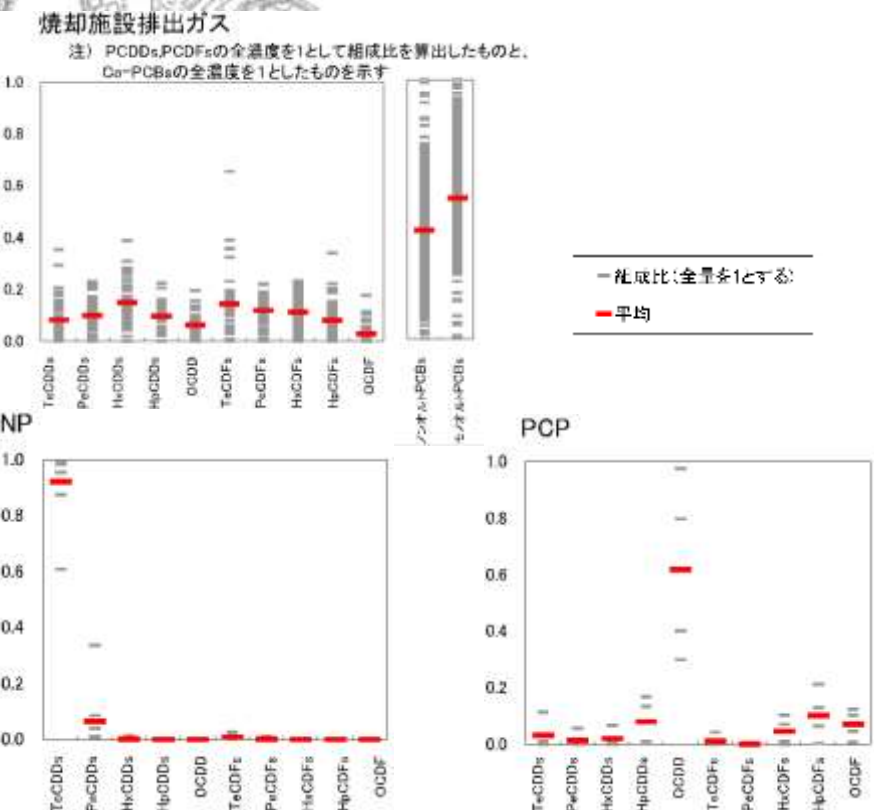 焼却施設排出ガス
注) PCDDs,PCDFsの全濃度を1として組成比を算出したものと、
Co-PCBsの全濃度を1としたものを示す
1.0
0.8
0.6
0.4
0.2
0.0
TeCDDs
PeCDDs
HxCDDs
HpCDDs
OCDD
TeCDFs
PeCDFs
HxCDFs
HpCDFs
OCDF
ノンオルトPCBs
モノオルトPCBs
組成比(全量を1とする)
平均
NP
1.0
0.8
0.6
0.4
0.2
0.0
TeCDDs
PeCDDs
HxCDDs
HpCDDs
OCDD
TeCDFs
PeCDFs
HxCDFs
HpCDFs
OCDF
PCP
1.0
0.8
0.6
0.4
0.2
0.0
TeCDDs
PeCDDs
HxCDDs
HpCDDs
OCDD
TeCDFs
PeCDFs
HxCDFs
HpCDFs
OCDF